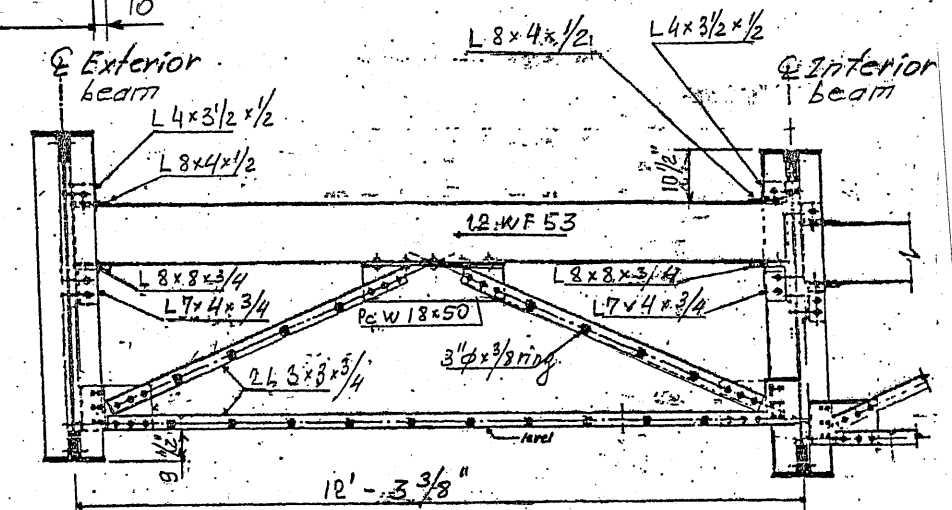 10
L 8 x 4 x 1/2
L 4 x 3 1/2 x 1/2
℄ Exterior
beam
℄ Interior
beam
L 4 x 3 1/2 x 1/2
L 8 x 4 x 1/2
10 1/2"
12 WF 53
L 8 x 8 x 3/4
L 8 x 8 x 3/4
L 7 x 4 x 3/4
L 7 x 4 x 3/4
Pc W 18 x 50
3"φ x 3/8 ring
2L 3 x 3 x 3/4
level
12' - 3 3/8"